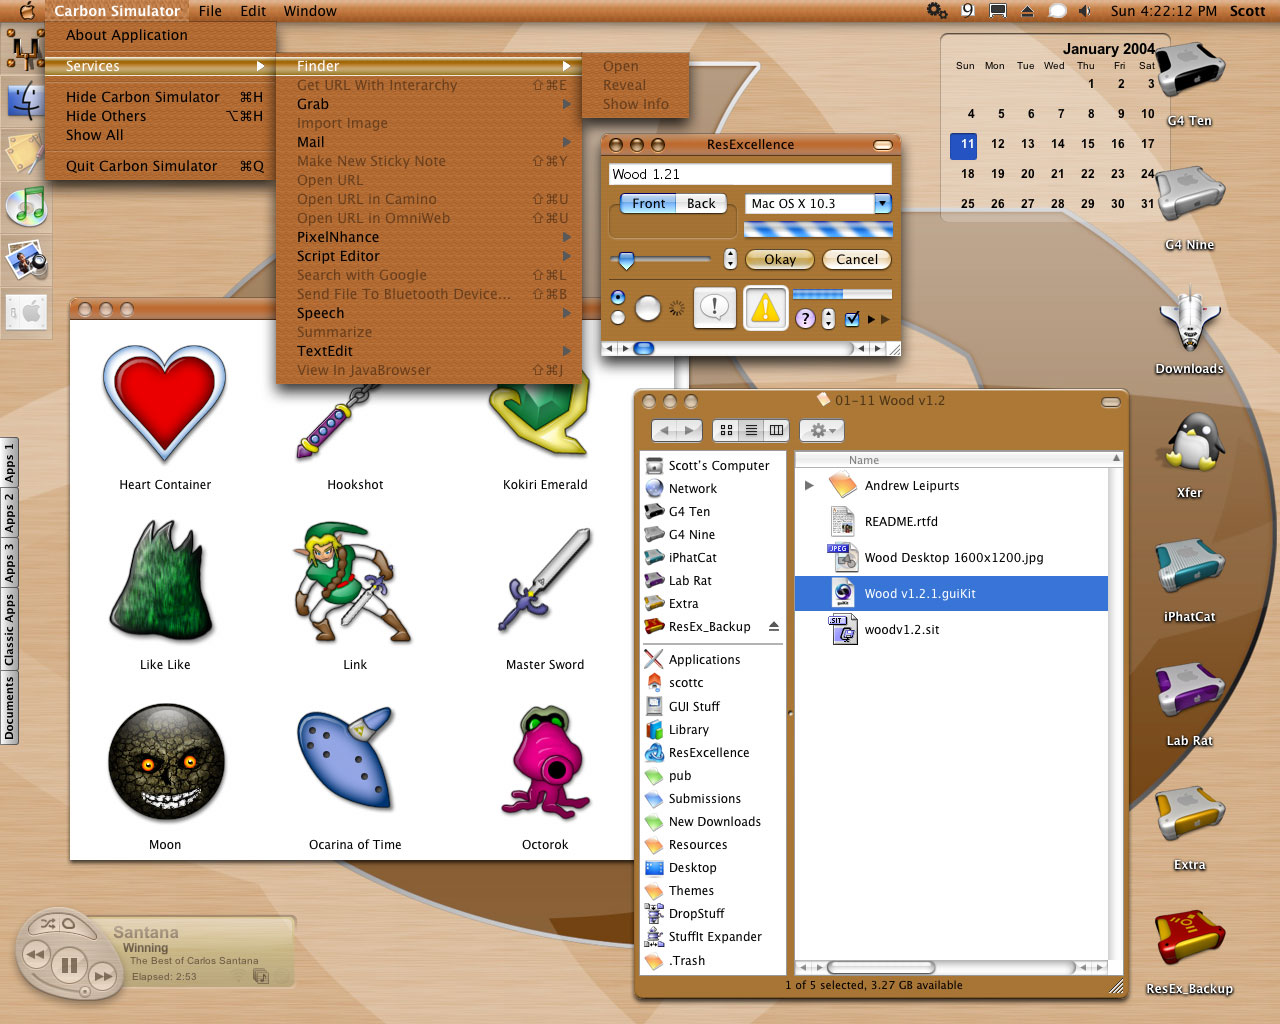 Carbon Simulator File Edit Window
9 Sun 4:22:12 PM Scott
About Application
Services
Hide Carbon Simulator ⌘H
Hide Others ⌥⌘H
Show All
Quit Carbon Simulator ⌘Q
Finder
Get URL With Interarchy ⇧⌘E
Grab
Import Image
Mail
Make New Sticky Note ⇧⌘Y
Open URL
Open URL in Camino ⇧⌘U
Open URL in OmniWeb ⇧⌘U
PixelNhance
Script Editor
Search with Google ⇧⌘L
Send File To Bluetooth Device... ⇧⌘B
Speech
Summarize
TextEdit
View In JavaBrowser ⇧⌘J
Open
Reveal
Show Info
ResExcellence
Wood 1.21
Front Back
Mac OS X 10.3
Okay Cancel
January 2004
Sun Mon Tue Wed Thu Fri Sat
1 2 3
4 5 6 7 8 9 10
11 12 13 14 15 16 17
18 19 20 21 22 23 24
25 26 27 28 29 30 31
G4 Ten
G4 Nine
Downloads
Xfer
iPhatCat
Lab Rat
Extra
ResEx_Backup
Apps 1
Apps 2
Apps 3
Classic Apps
Documents
Heart Container
Hookshot
Kokiri Emerald
Like Like
Link
Master Sword
Moon
Ocarina of Time
Octorok
01-11 Wood v1.2
Scott's Computer
Network
G4 Ten
G4 Nine
iPhatCat
Lab Rat
Extra
ResEx_Backup
Applications
scottc
GUI Stuff
Library
ResExcellence
pub
Submissions
New Downloads
Resources
Desktop
Themes
DropStuff
StuffIt Expander
.Trash
Name
Andrew Leipurts
README.rtfd
JPEG
Wood Desktop 1600x1200.jpg
guiKit
Wood v1.2.1.guiKit
.SIT
woodv1.2.sit
1 of 5 selected, 3.27 GB available
Santana
Winning
The Best of Carlos Santana
Elapsed: 2:53